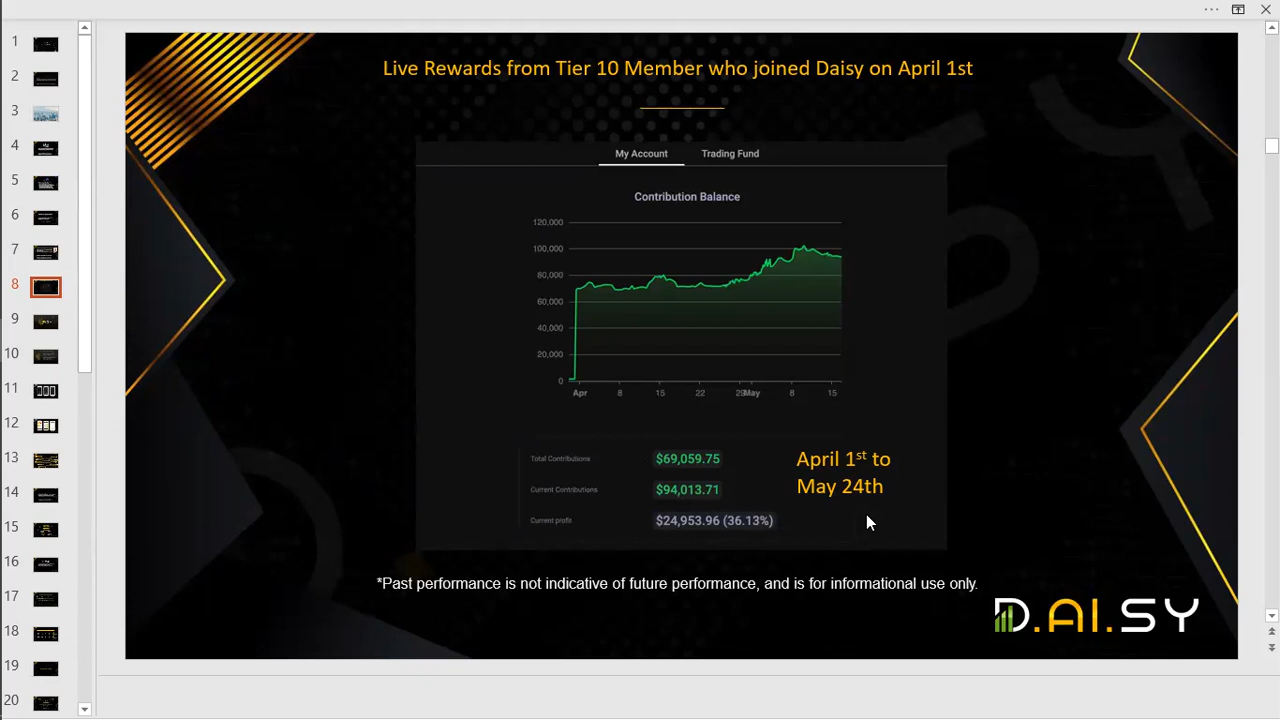 Live Rewards from Tier 10 Member who joined Daisy on April 1st
My Account Trading Fund
Contribution Balance
120,000
100,000
80,000
60,000
40,000
20,000
0
Apr 8 15 22 29 May 8 15
Total Contributions $69,059.75
Current Contributions $94,013.71
Current profit $24,953.96 (36.13%)
April 1st to
May 24th
*Past performance is not indicative of future performance, and is for informational use only.
D.AI.SY
1
2
3
4
5
6
7
8
9
10
11
12
13
14
15
16
17
18
19
20